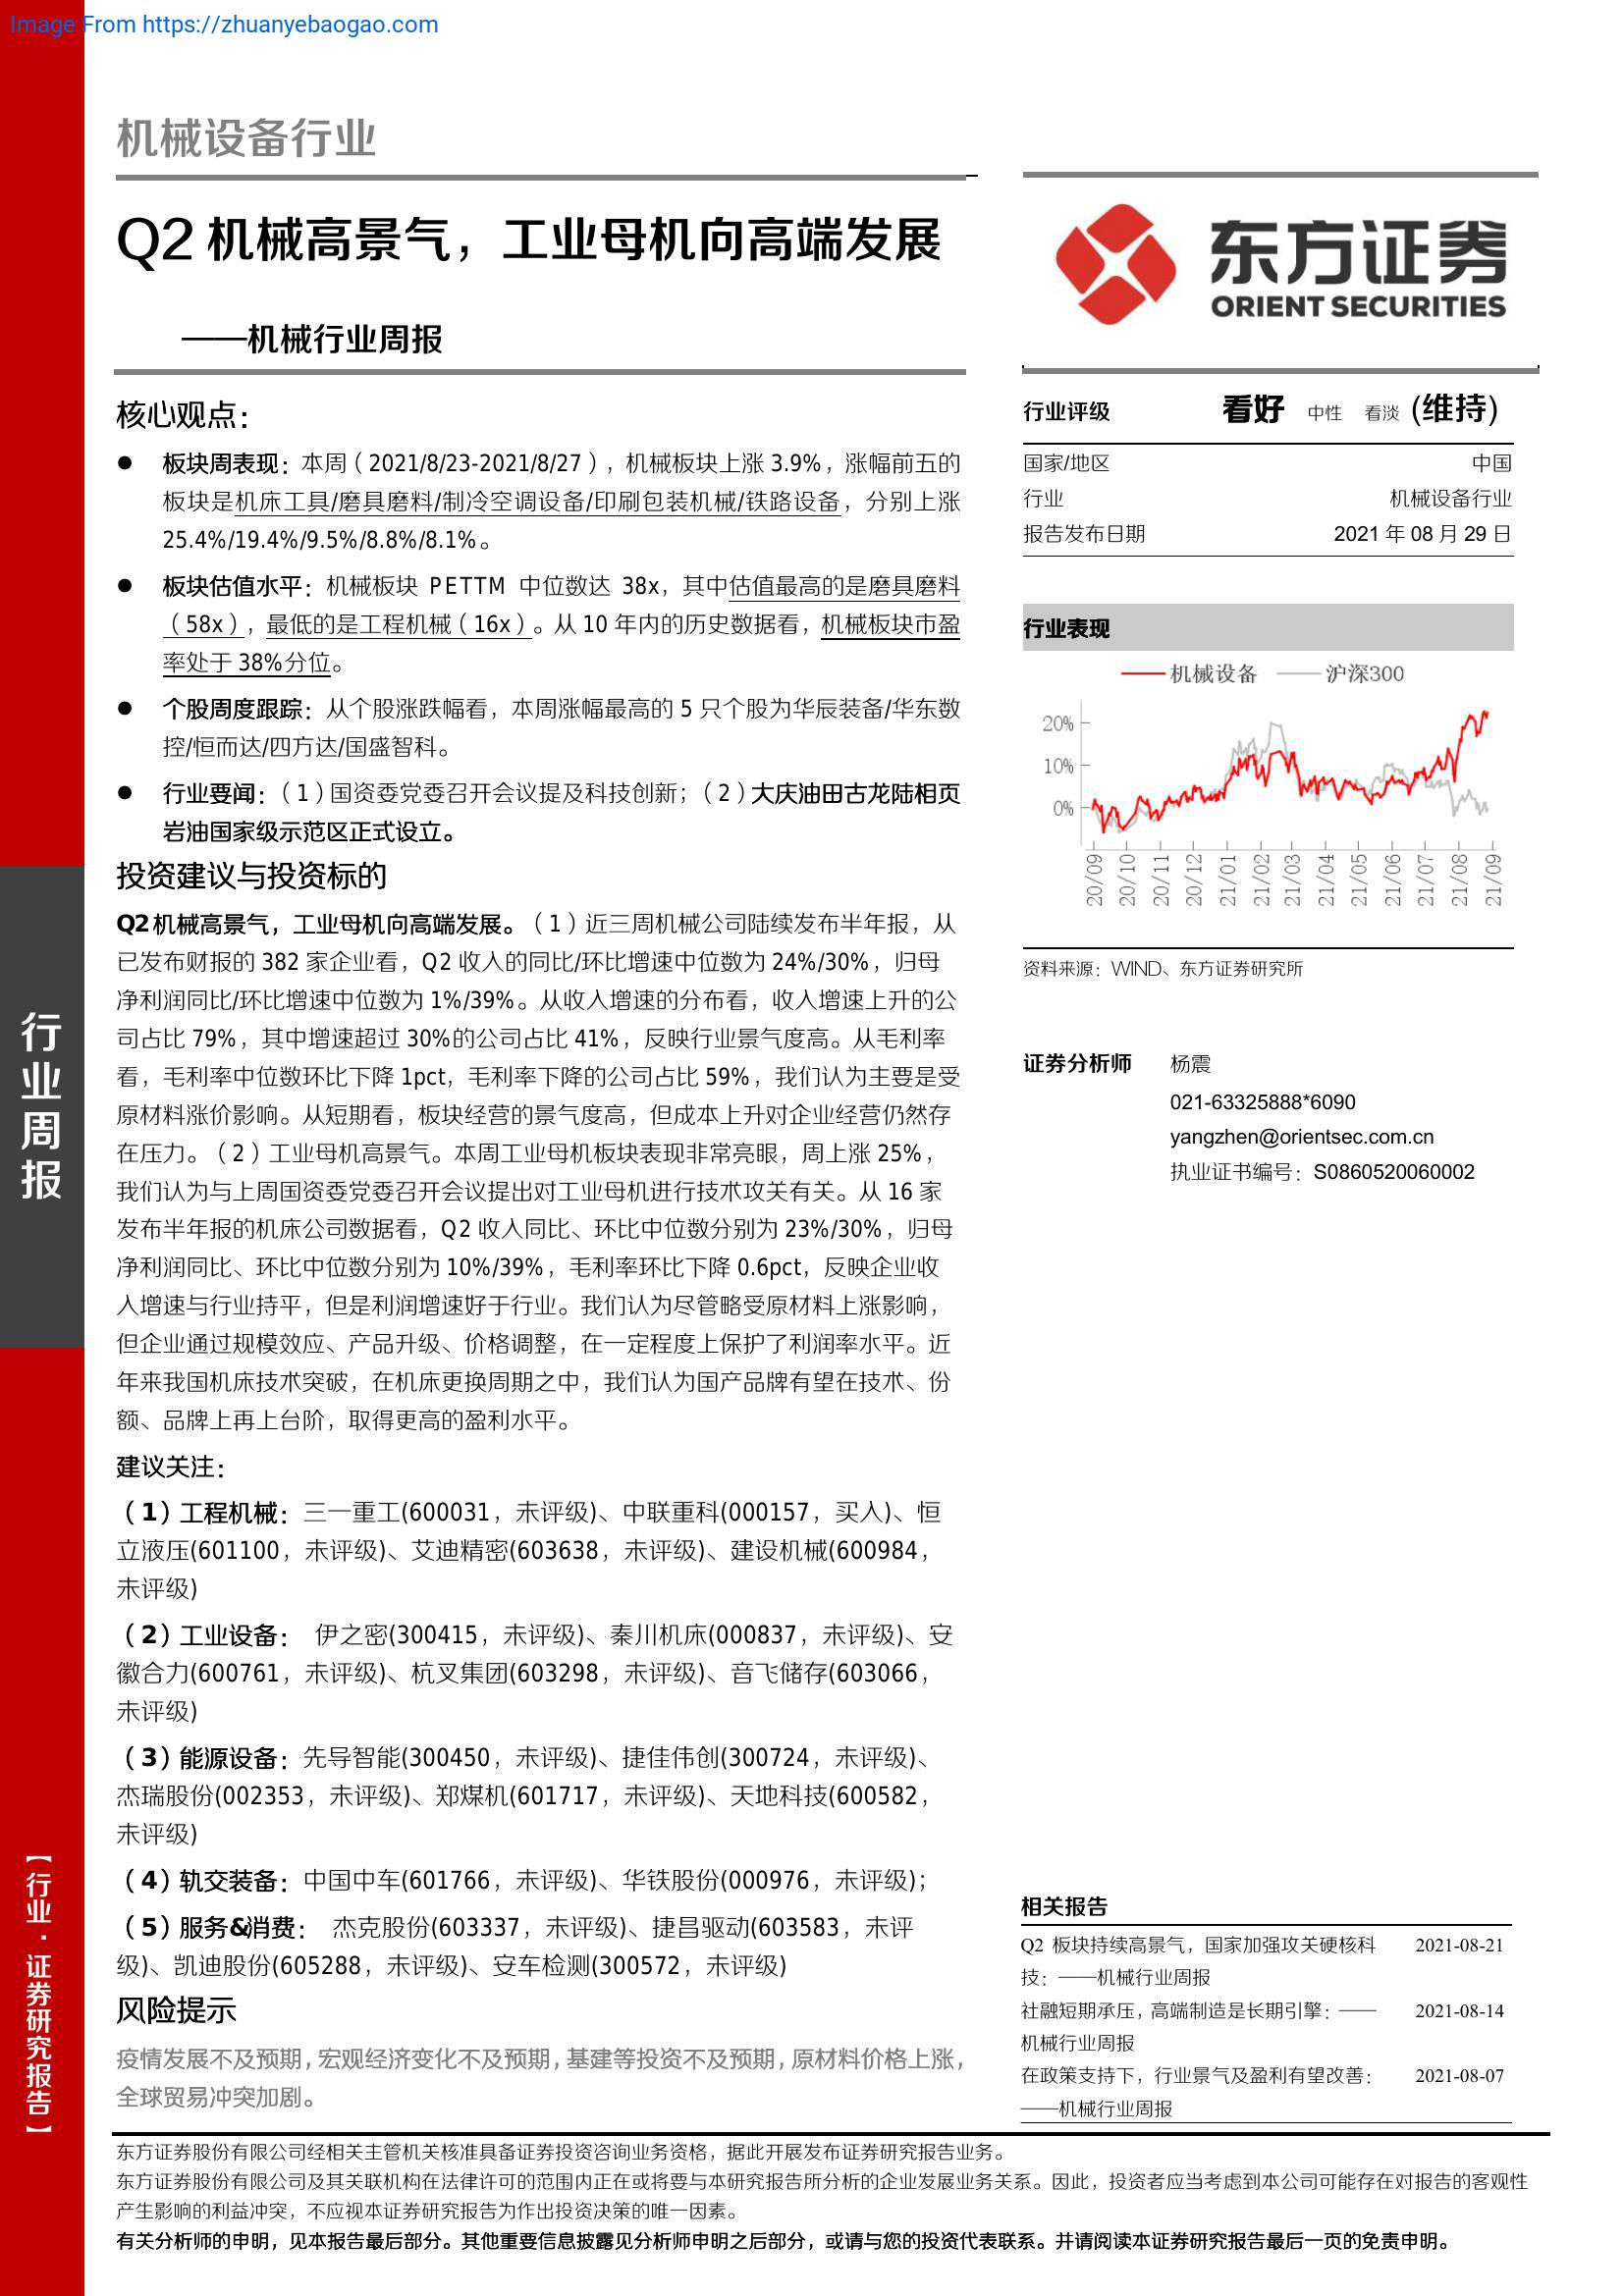 Image From https://zhuanyebaogao.com
机械设备行业
Q2 机械高景气，工业母机向高端发展
——机械行业周报
东方证券
ORIENT SECURITIES
核心观点：
● 板块周表现：本周（2021/8/23-2021/8/27），机械板块上涨 3.9%，涨幅前五的
板块是机床工具/磨具磨料/制冷空调设备/印刷包装机械/铁路设备，分别上涨
25.4%/19.4%/9.5%/8.8%/8.1%。
● 板块估值水平：机械板块 PETTM 中位数达 38x，其中估值最高的是磨具磨料
（58x），最低的是工程机械（16x）。从 10 年内的历史数据看，机械板块市盈
率处于 38%分位。
● 个股周度跟踪：从个股涨跌幅看，本周涨幅最高的 5 只个股为华辰装备/华东数
控/恒而达/四方达/国盛智科。
● 行业要闻：（1）国资委党委召开会议提及科技创新；（2）大庆油田古龙陆相页
岩油国家级示范区正式设立。
投资建议与投资标的
Q2机械高景气，工业母机向高端发展。（1）近三周机械公司陆续发布半年报，从
已发布财报的 382 家企业看，Q2 收入的同比/环比增速中位数为 24%/30%，归母
净利润同比/环比增速中位数为 1%/39%。从收入增速的分布看，收入增速上升的公
司占比 79%，其中增速超过 30%的公司占比 41%，反映行业景气度高。从毛利率
看，毛利率中位数环比下降 1pct，毛利率下降的公司占比 59%，我们认为主要是受
原材料涨价影响。从短期看，板块经营的景气度高，但成本上升对企业经营仍然存
在压力。（2）工业母机高景气。本周工业母机板块表现非常亮眼，周上涨 25%，
我们认为与上周国资委党委召开会议提出对工业母机进行技术攻关有关。从 16 家
发布半年报的机床公司数据看，Q2 收入同比、环比中位数分别为 23%/30%，归母
净利润同比、环比中位数分别为 10%/39%，毛利率环比下降 0.6pct，反映企业收
入增速与行业持平，但是利润增速好于行业。我们认为尽管略受原材料上涨影响，
但企业通过规模效应、产品升级、价格调整，在一定程度上保护了利润率水平。近
年来我国机床技术突破，在机床更换周期之中，我们认为国产品牌有望在技术、份
额、品牌上再上台阶，取得更高的盈利水平。
建议关注：
（1）工程机械：三一重工(600031，未评级)、中联重科(000157，买入)、恒
立液压(601100，未评级)、艾迪精密(603638，未评级)、建设机械(600984，
未评级)
（2）工业设备： 伊之密(300415，未评级)、秦川机床(000837，未评级)、安
徽合力(600761，未评级)、杭叉集团(603298，未评级)、音飞储存(603066，
未评级)
（3）能源设备：先导智能(300450，未评级)、捷佳伟创(300724，未评级)、
杰瑞股份(002353，未评级)、郑煤机(601717，未评级)、天地科技(600582，
未评级)
（4）轨交装备：中国中车(601766，未评级)、华铁股份(000976，未评级)；
（5）服务&消费： 杰克股份(603337，未评级)、捷昌驱动(603583，未评
级)、凯迪股份(605288，未评级)、安车检测(300572，未评级)
风险提示
疫情发展不及预期，宏观经济变化不及预期，基建等投资不及预期，原材料价格上涨，
全球贸易冲突加剧。
行业评级 看好 中性 看淡 (维持)
国家/地区 中国
行业 机械设备行业
报告发布日期 2021 年 08 月 29 日
行业表现
机械设备 沪深300
20%
10%
0%
20/09 20/10 20/11 20/12 21/01 21/02 21/03 21/04 21/05 21/06 21/07 21/08 21/09
资料来源：WIND、东方证券研究所
证券分析师 杨震
021-63325888*6090
yangzhen@orientsec.com.cn
执业证书编号：S0860520060002
相关报告
Q2 板块持续高景气，国家加强攻关硬核科 2021-08-21
技：——机械行业周报
社融短期承压，高端制造是长期引擎：—— 2021-08-14
机械行业周报
在政策支持下，行业景气及盈利有望改善： 2021-08-07
——机械行业周报
行业周报
【行业·证券研究报告】
东方证券股份有限公司经相关主管机关核准具备证券投资咨询业务资格，据此开展发布证券研究报告业务。
东方证券股份有限公司及其关联机构在法律许可的范围内正在或将要与本研究报告所分析的企业发展业务关系。因此，投资者应当考虑到本公司可能存在对报告的客观性
产生影响的利益冲突，不应视本证券研究报告为作出投资决策的唯一因素。
有关分析师的申明，见本报告最后部分。其他重要信息披露见分析师申明之后部分，或请与您的投资代表联系。并请阅读本证券研究报告最后一页的免责申明。